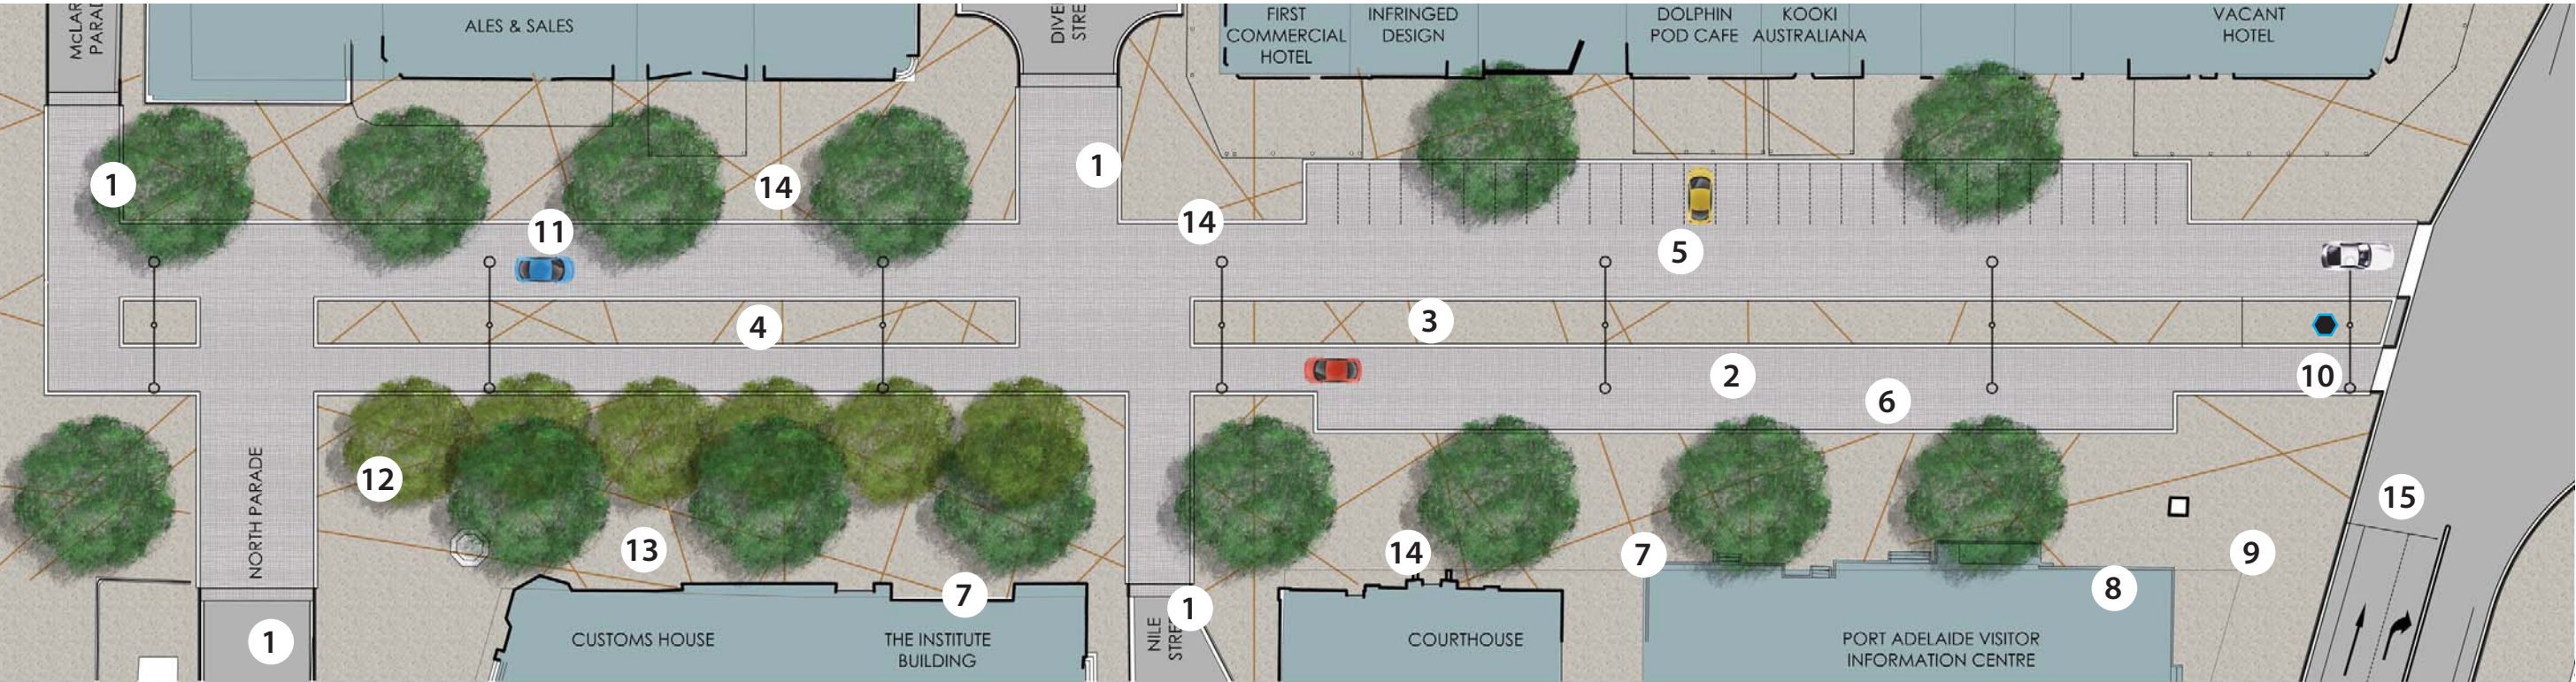 McLAR
PARAD
ALES & SALES
DIVE
STRE
FIRST
COMMERCIAL
HOTEL
INFRINGED
DESIGN
DOLPHIN
POD CAFE
KOOKI
AUSTRALIANA
VACANT
HOTEL
1
14
1
14
11
5
4
3
2
6
10
12
13
7
14
7
8
9
15
NORTH PARADE
1
1
NILE
STRE
CUSTOMS HOUSE
THE INSTITUTE
BUILDING
COURTHOUSE
PORT ADELAIDE VISITOR
INFORMATION CENTRE